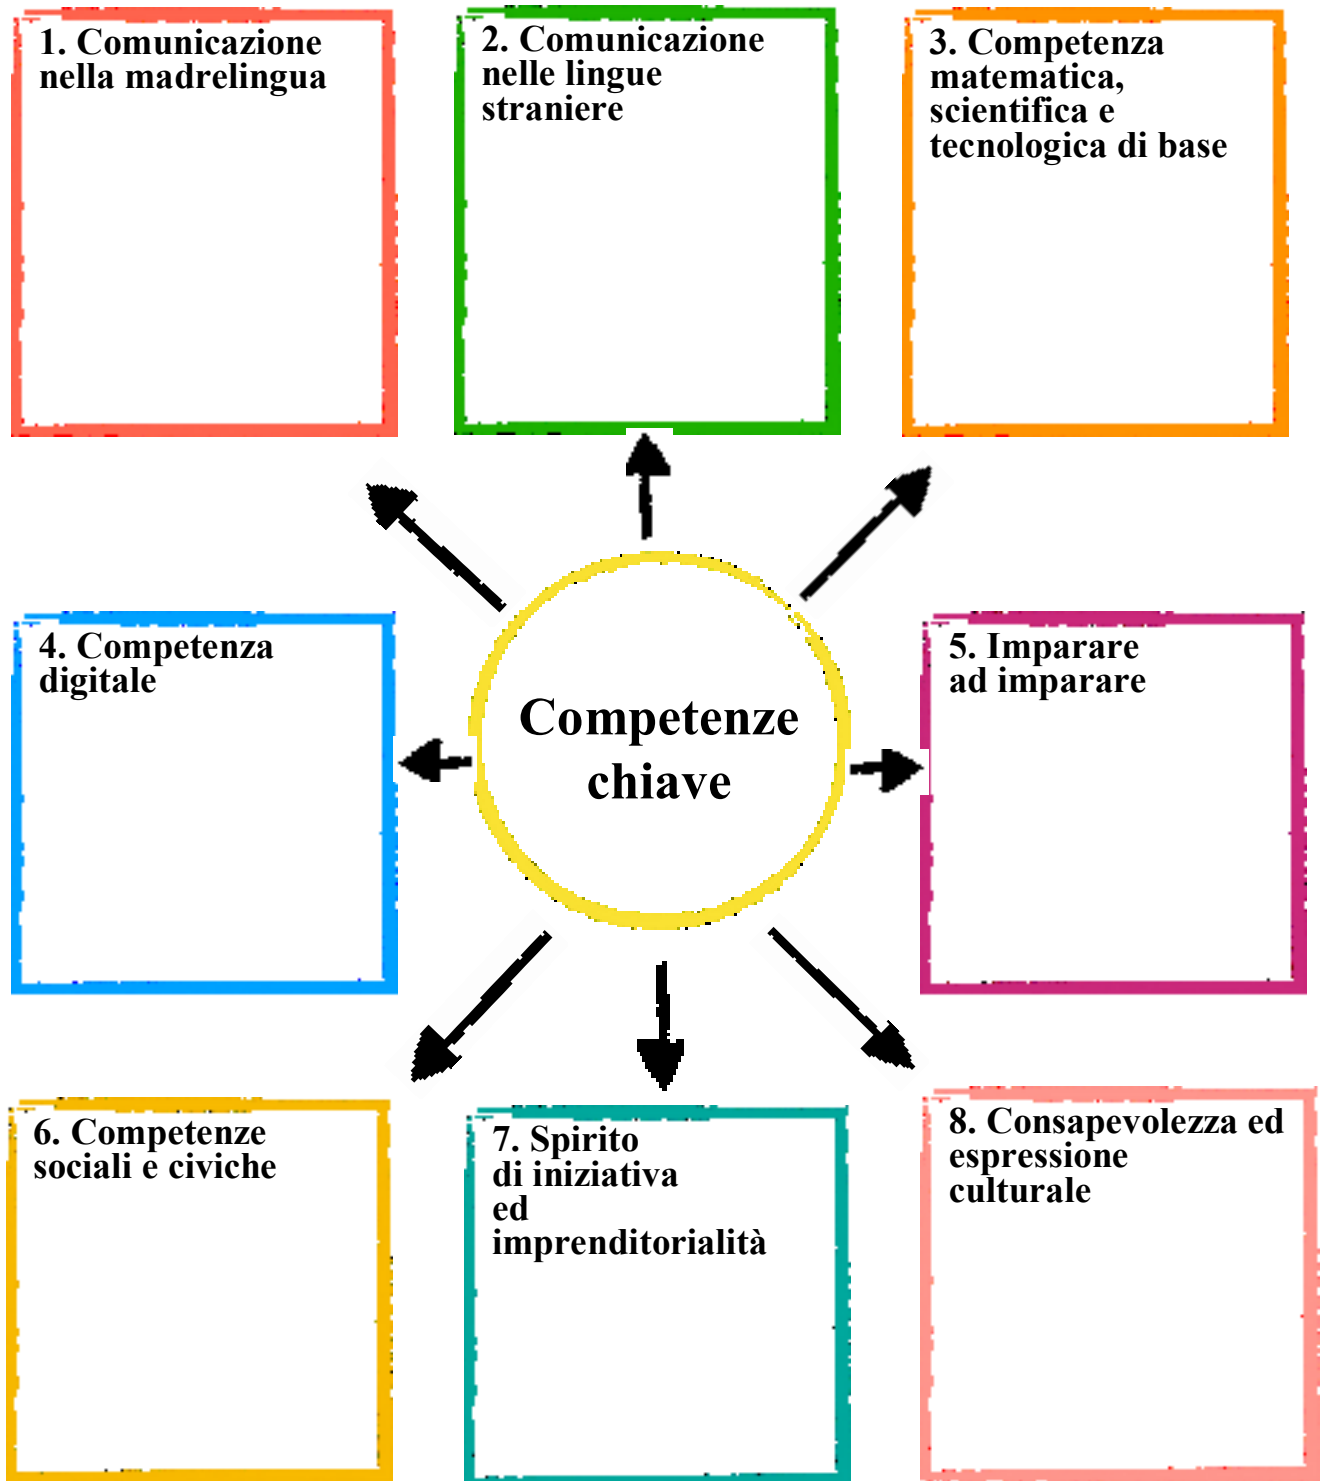 1. Comunicazione
nella madrelingua
2. Comunicazione
nelle lingue
straniere
3. Competenza
matematica,
scientifica e
tecnologica di base
4. Competenza
digitale
Competenze
chiave
5. Imparare
ad imparare
6. Competenze
sociali e civiche
7. Spirito
di iniziativa
ed
imprenditorialità
8. Consapevolezza ed
espressione
culturale